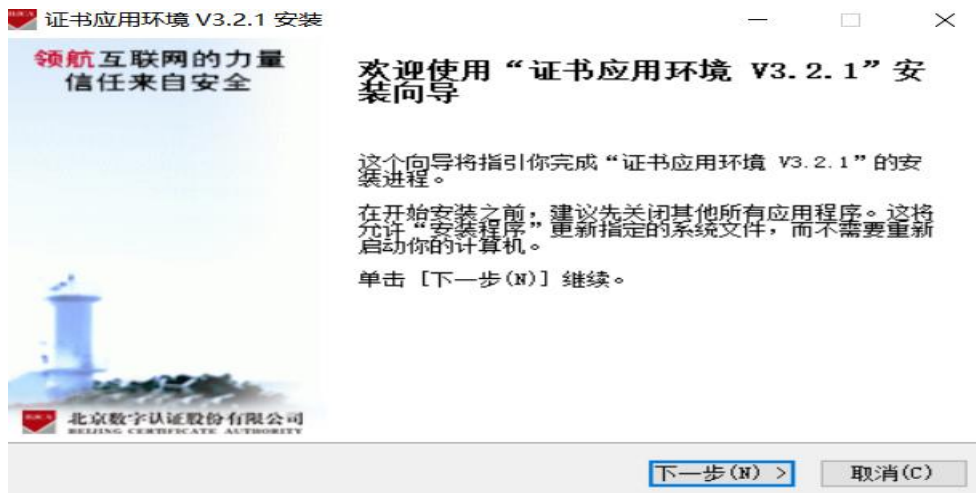 证书应用环境 V3.2.1 安装
领航互联网的力量
信任来自安全
欢迎使用“证书应用环境 V3.2.1”安
装向导
这个向导将指引你完成“证书应用环境 V3.2.1”的安
装进程。
在开始安装之前，建议先关闭其他所有应用程序。这将
允许“安装程序”更新指定的系统文件，而不需要重新
启动你的计算机。
单击 [下一步(N)] 继续。
北京数字认证股份有限公司
BEIJING CERTIFICATE AUTHORITY
下一步(N) >
取消(C)